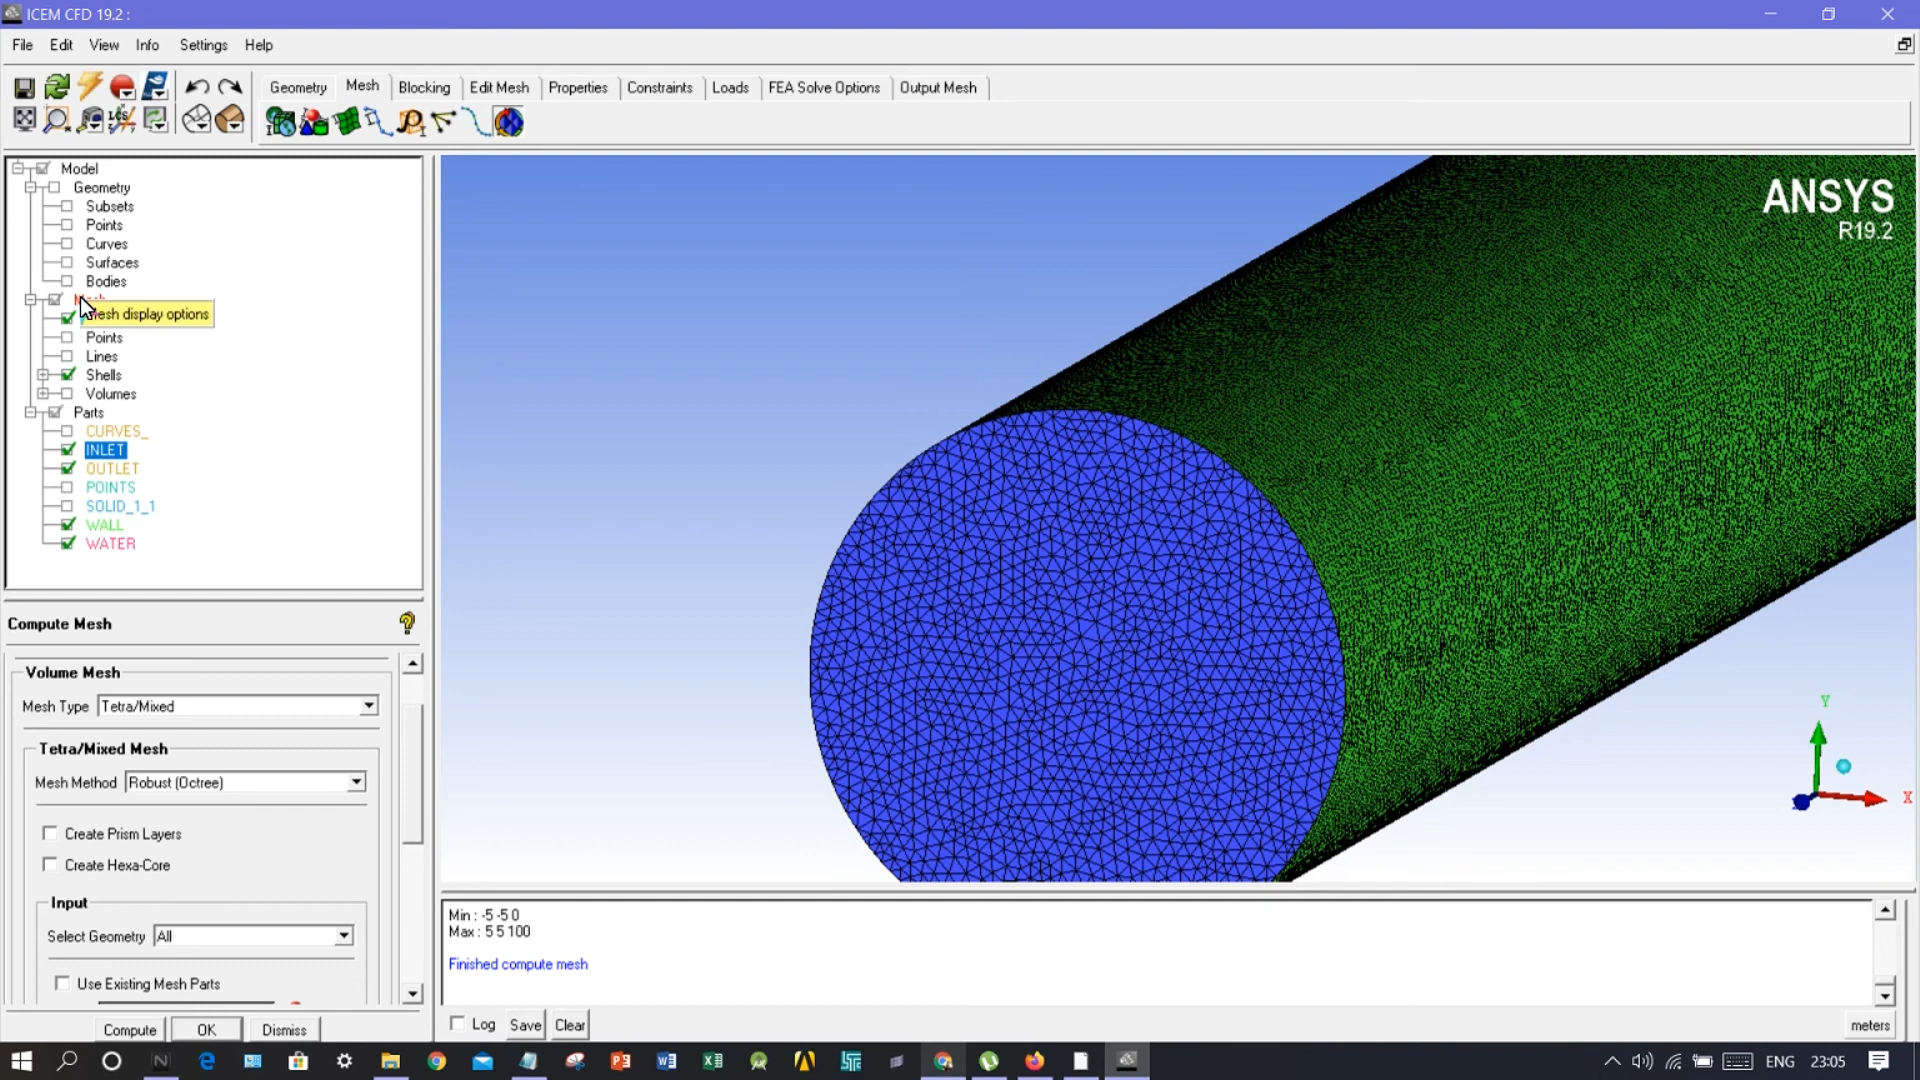 ICEM CFD 19.2 :
File Edit View Info Settings Help
Geometry Mesh Blocking Edit Mesh Properties Constraints Loads FEA Solve Options Output Mesh
Model
Geometry
Subsets
Points
Curves
Surfaces
Bodies
Mesh display options
Points
Lines
Shells
Volumes
Parts
CURVES_
INLET
OUTLET
POINTS
SOLID_1_1
WALL
WATER
ANSYS
R19.2
Y
X
Compute Mesh
Volume Mesh
Mesh Type Tetra/Mixed
Tetra/Mixed Mesh
Mesh Method Robust (Octree)
Create Prism Layers
Create Hexa-Core
Input
Select Geometry All
Use Existing Mesh Parts
Compute OK Dismiss
Min : -5 -5 0
Max : 5 5 100
Finished compute mesh
Log Save Clear
meters
ENG 23:05